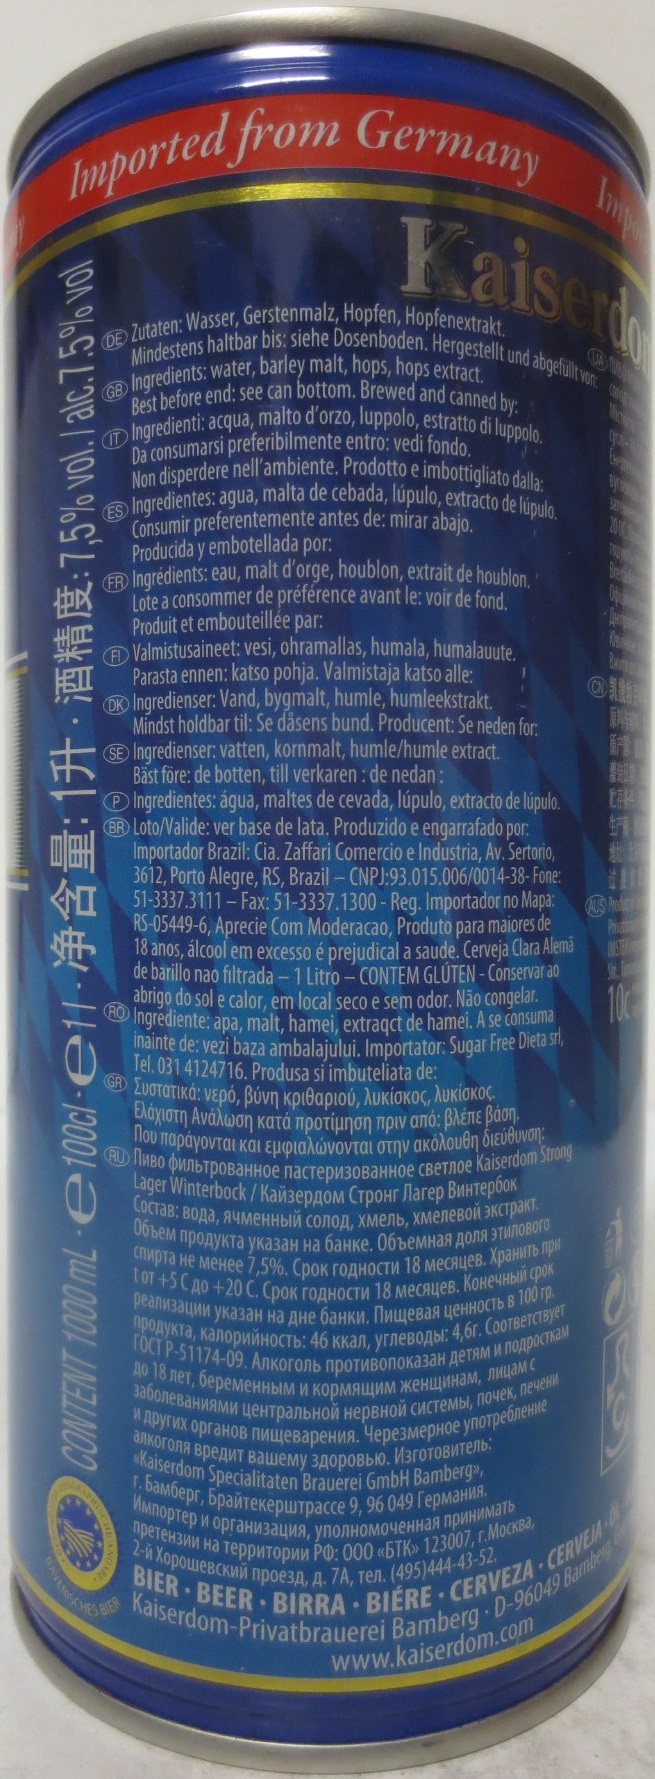 Imported from Germany
Kaiserdo
DE Zutaten: Wasser, Gerstenmalz, Hopfen, Hopfenextrakt.
Mindestens haltbar bis: siehe Dosenboden. Hergestellt und abgefüllt von:
GB Ingredients: water, barley malt, hops, hops extract.
Best before end: see can bottom. Brewed and canned by:
IT Ingredienti: acqua, malto d'orzo, luppolo, estratto di luppolo.
Da consumarsi preferibilmente entro: vedi fondo.
Non disperdere nell'ambiente. Prodotto e imbottigliato dalla:
ES Ingredientes: agua, malta de cebada, lúpulo, extracto de lúpulo.
Consumir preferentemente antes de: mirar abajo.
Producida y embotellada por:
FR Ingrédients: eau, malt d'orge, houblon, extrait de houblon.
Lote a consommer de préférence avant le: voir de fond.
Produit et embouteillée par:
FI Valmistusaineet: vesi, ohramallas, humala, humalauute.
Parasta ennen: katso pohja. Valmistaja katso alle:
DK Ingredienser: Vand, bygmalt, humle, humleekstrakt.
Mindst holdbar til: Se dåsens bund. Producent: Se neden for:
SE Ingredienser: vatten, kornmalt, humle/humle extract.
Bäst före: de botten, till verkaren : de nedan :
P Ingredientes: água, maltes de cevada, lúpulo, extracto de lúpulo.
BR Loto/Valide: ver base de lata. Produzido e engarrafado por:
Importador Brazil: Cia. Zaffari Comercio e Industria, Av. Sertorio,
3612, Porto Alegre, RS, Brazil – CNPJ:93.015.006/0014-38- Fone:
51-3337.3111 – Fax: 51-3337.1300 - Reg. Importador no Mapa:
RS-05449-6, Aprecie Com Moderacao, Produto para maiores de
18 anos, álcool em excesso é prejudical a saude. Cerveja Clara Alemã
de barillo nao filtrada – 1 Litro – CONTEM GLÚTEN - Conservar ao
abrigo do sol e calor, em local seco e sem odor. Não congelar.
RO Ingrediente: apa, malt, hamei, extraqct de hamei. A se consuma
inainte de: vezi baza ambalajului. Importator: Sugar Free Dieta srl,
Tel. 031 4124716. Produsa si imbuteliata de:
GR Συστατικά: νερό, βύνη κριθαριού, λυκίσκος, λυκίσκος.
Ελάχιστη Ανάλωση κατά προτίμηση πριν από: βλέπε βάση.
Που παράγονται και εμφιαλώνονται στην ακόλουθη διεύθυνση:
RU Пиво фильтрованное пастеризованное светлое Kaiserdom Strong
Lager Winterbock / Кайзердом Стронг Лагер Винтербок
Состав: вода, ячменный солод, хмель, хмелевой экстракт.
Объем продукта указан на банке. Объемная доля этилового
спирта не менее 7,5%. Срок годности 18 месяцев. Хранить при
t от +5 С до +20 С. Срок годности 18 месяцев. Конечный срок
реализации указан на дне банки. Пищевая ценность в 100 гр.
продукта, калорийность: 46 ккал, углеводы: 4,6г. Соответствует
ГОСТ Р-51174-09. Алкоголь противопоказан детям и подросткам
до 18 лет, беременным и кормящим женщинам, лицам с
заболеваниями центральной нервной системы, почек, печени
и других органов пищеварения. Черезмерное употребление
алкоголя вредит вашему здоровью. Изготовитель:
«Kaiserdom Specialitaten Brauerei GmbH Bamberg»,
г. Бамберг, Брайтекерштрассе 9, 96 049 Германия.
Импортер и организация, уполномоченная принимать
претензии на территории РФ: ООО «БТК» 123007, г.Москва,
2-й Хорошевский проезд, д. 7А, тел. (495)444-43-52.
BIER · BEER · BIRRA · BIÉRE · CERVEZA · CERVEJA
Kaiserdom-Privatbrauerei Bamberg · D-96049 Bamberg,
www.kaiserdom.com
CONTENT 1000 mL · e 100cl · e 1l · 净含量: 1升 · 酒精度: 7,5% vol. / alc.7.5% vol
BAYERISCHES BIER
UA
CN
AUS
10c